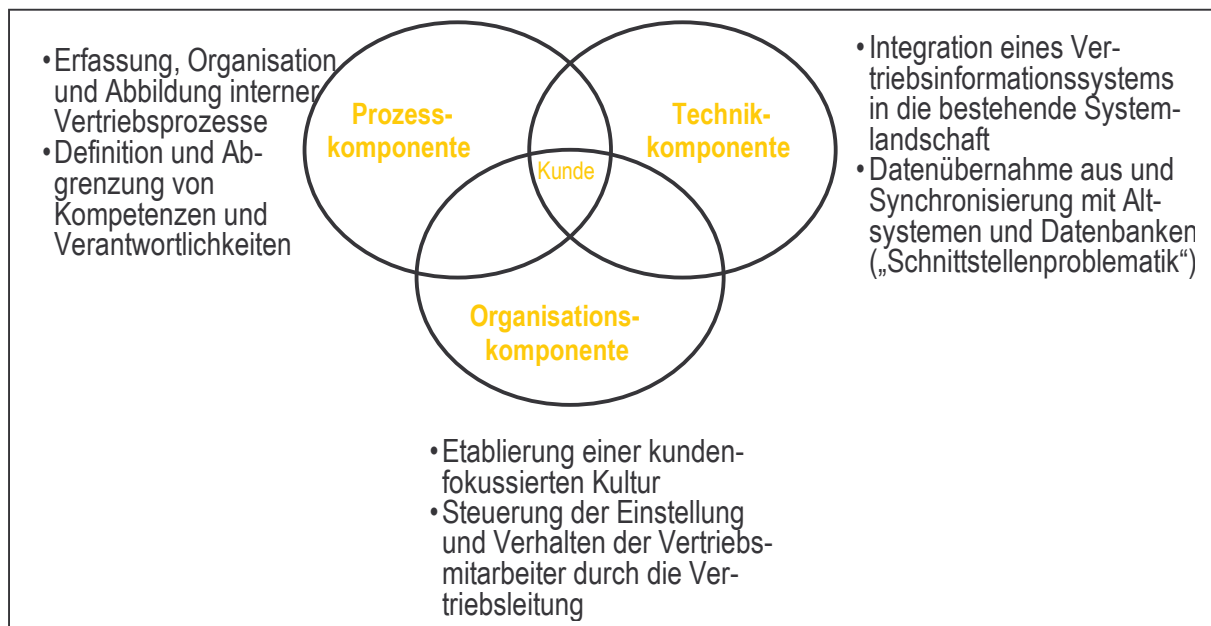 •Erfassung, Organisation
und Abbildung interner
Vertriebsprozesse
•Definition und Ab-
grenzung von
Kompetenzen und
Verantwortlichkeiten
Prozess-
komponente
Technik-
komponente
Kunde
Organisations-
komponente
•Integration eines Ver-
triebsinformationssystems
in die bestehende System-
landschaft
•Datenübernahme aus und
Synchronisierung mit Alt-
systemen und Datenbanken
(„Schnittstellenproblematik“)
•Etablierung einer kunden-
fokussierten Kultur
•Steuerung der Einstellung
und Verhalten der Vertriebs-
mitarbeiter durch die Ver-
triebsleitung